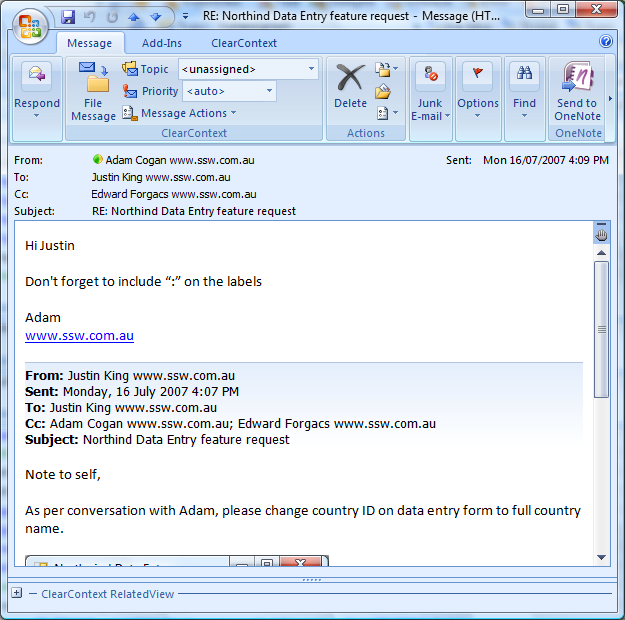 RE: Northind Data Entry feature request - Message (HT...
Message Add-Ins ClearContext
Respond
File Message
Topic <unassigned>
Priority <auto>
Message Actions
ClearContext
Delete
Actions
Junk E-mail
Options
Find
Send to OneNote
OneNote
From: Adam Cogan www.ssw.com.au Sent: Mon 16/07/2007 4:09 PM
To: Justin King www.ssw.com.au
Cc: Edward Forgacs www.ssw.com.au
Subject: RE: Northind Data Entry feature request
Hi Justin
Don't forget to include “:” on the labels
Adam
www.ssw.com.au
From: Justin King www.ssw.com.au
Sent: Monday, 16 July 2007 4:07 PM
To: Justin King www.ssw.com.au
Cc: Adam Cogan www.ssw.com.au; Edward Forgacs www.ssw.com.au
Subject: Northind Data Entry feature request
Note to self,
As per conversation with Adam, please change country ID on data entry form to full country
name.
ClearContext RelatedView